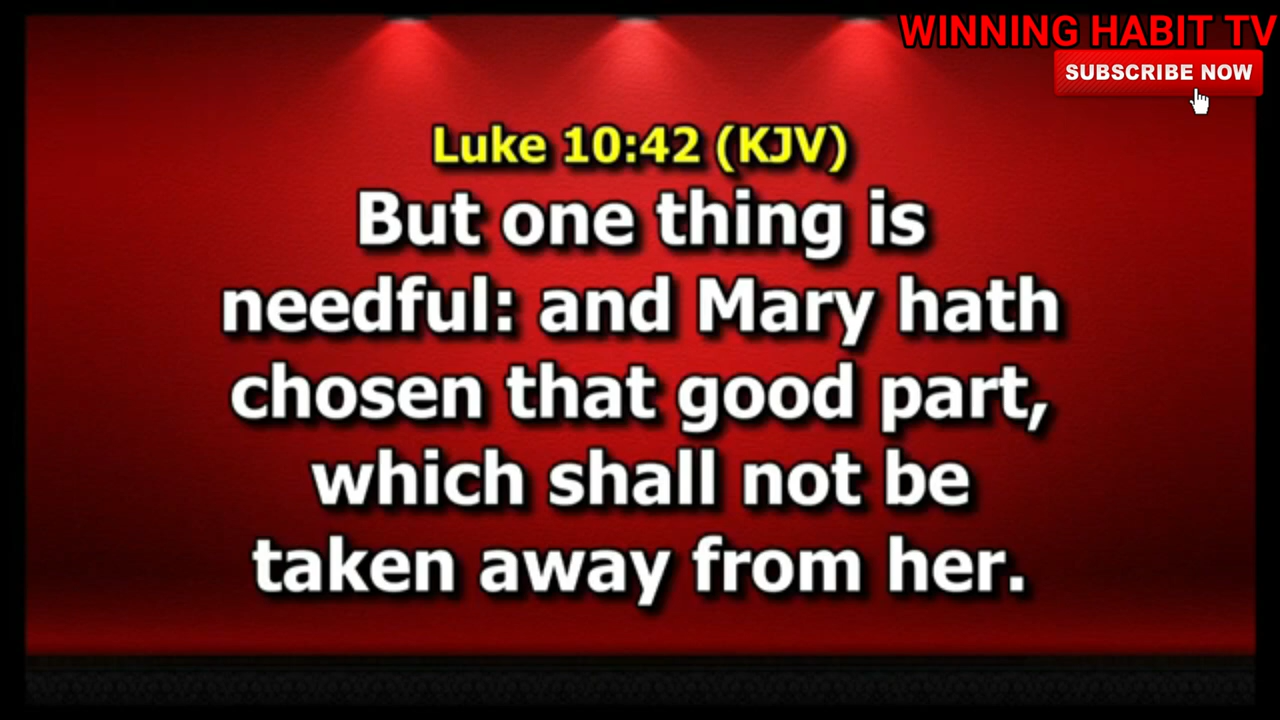 WINNING HABIT TV
SUBSCRIBE NOW
Luke 10:42 (KJV)
But one thing is
needful: and Mary hath
chosen that good part,
which shall not be
taken away from her.